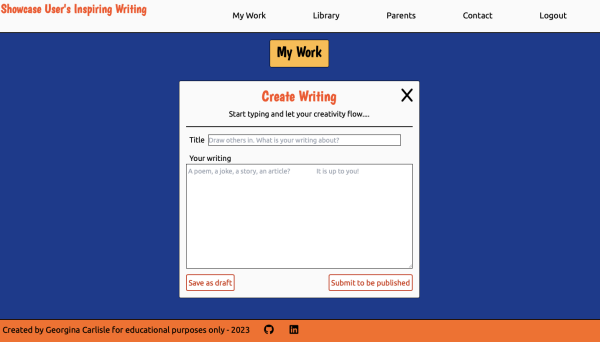 Showcase User's Inspiring Writing
My Work Library Parents Contact Logout
My Work
Create Writing
Start typing and let your creativity flow...
Title Draw others in. What is your writing about?
Your writing
A poem, a joke, a story, an article? It is up to you!
Save as draft Submit to be published
Created by Georgina Carlisle for educational purposes only - 2023